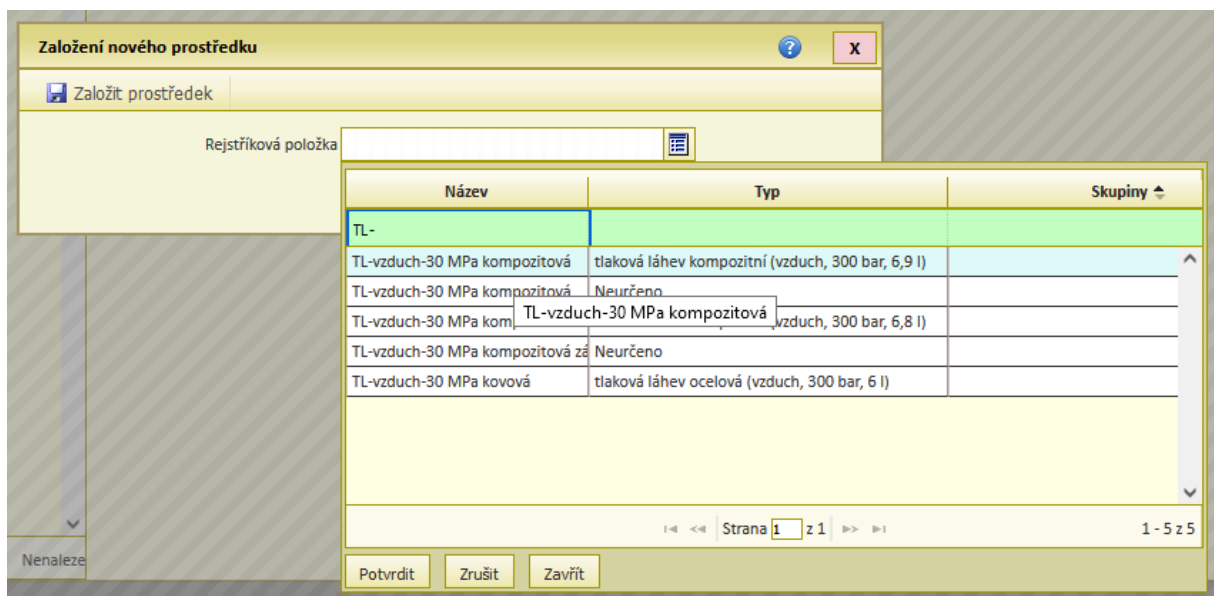 Založení nového prostředku
X
Založit prostředek
Rejstříková položka
Název Typ Skupiny
TL-
TL-vzduch-30 MPa kompozitová tlaková láhev kompozitní (vzduch, 300 bar, 6,9 l)
TL-vzduch-30 MPa kompozitová Neurčeno
TL-vzduch-30 MPa kompozitová
TL-vzduch-30 MPa kom vzduch, 300 bar, 6,8 l)
TL-vzduch-30 MPa kompozitová zá Neurčeno
TL-vzduch-30 MPa kovová tlaková láhev ocelová (vzduch, 300 bar, 6 l)
Strana 1 z 1 1 - 5 z 5
Nenaleze
Potvrdit Zrušit Zavřít